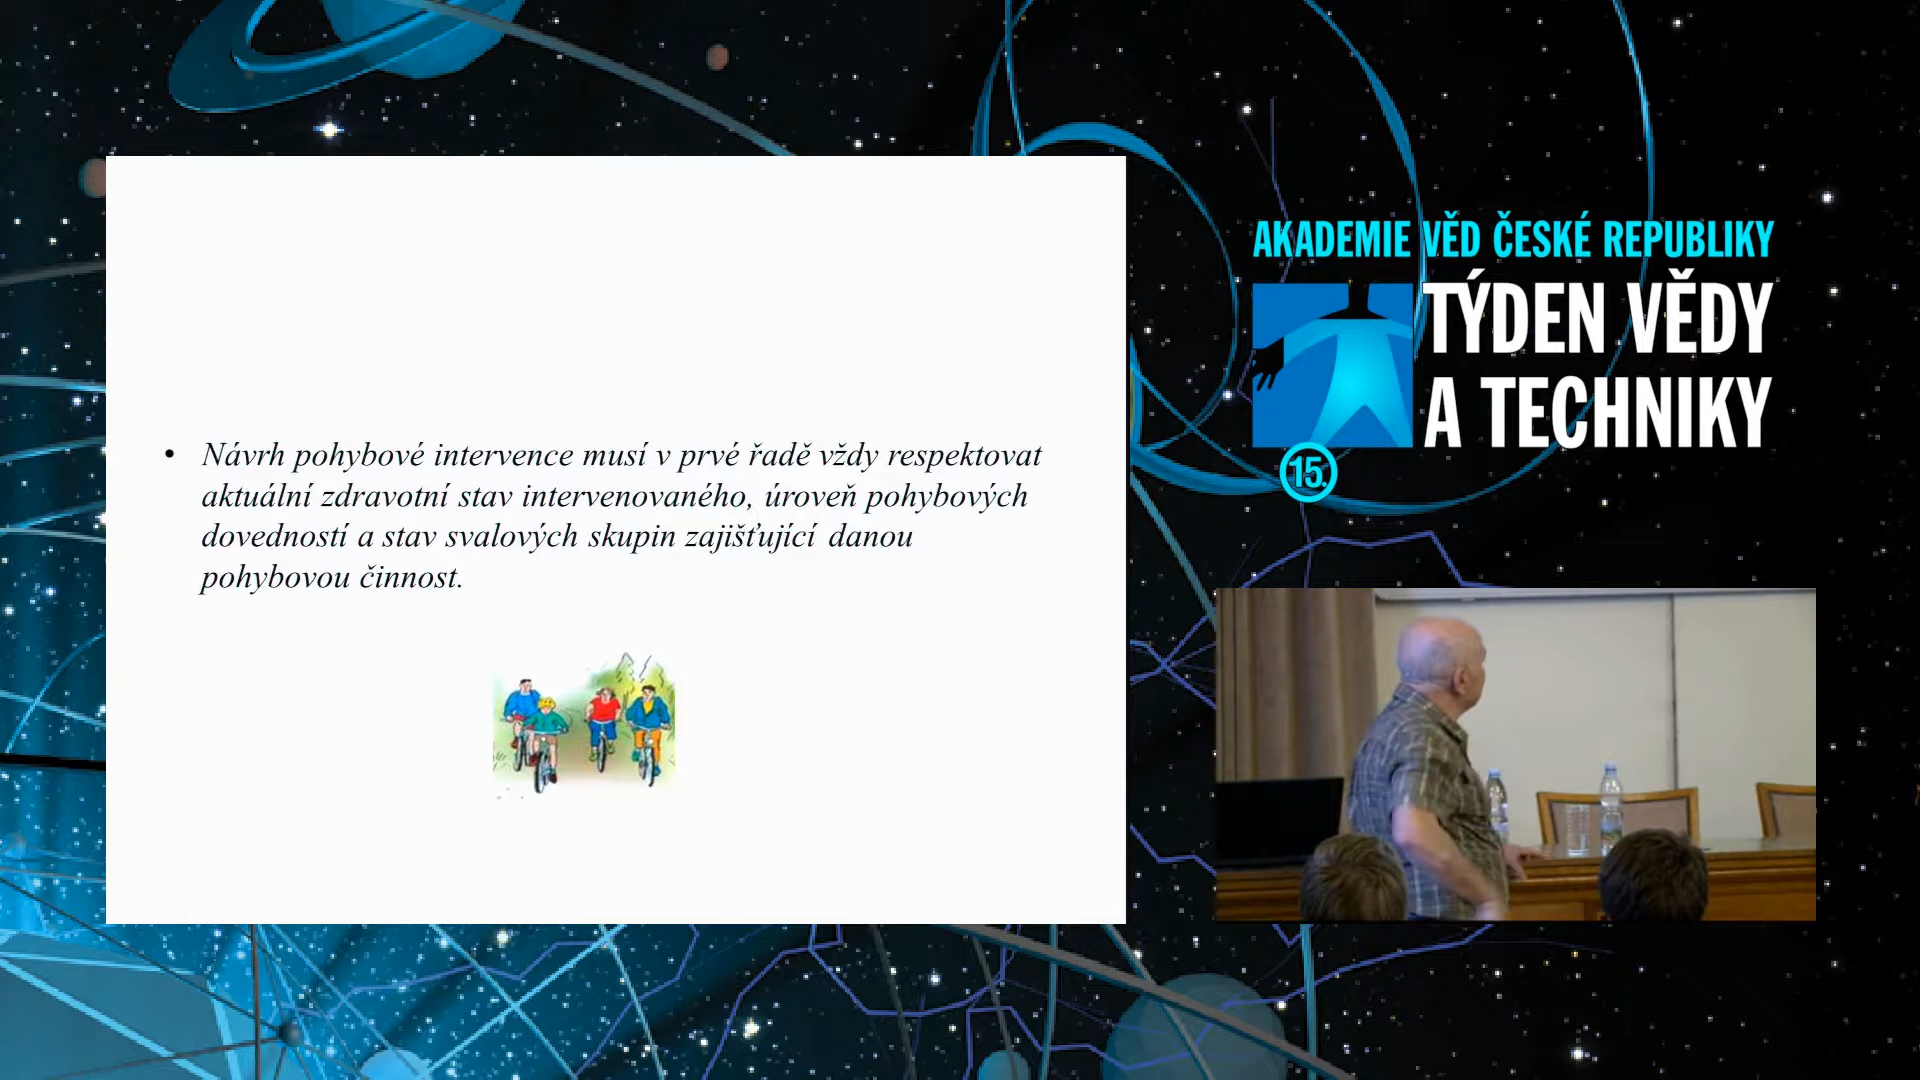 • Návrh pohybové intervence musí v prvé řadě vždy respektovat
aktuální zdravotní stav intervenovaného, úroveň pohybových
dovedností a stav svalových skupin zajišťující danou
pohybovou činnost.
AKADEMIE VĚD ČESKÉ REPUBLIKY
TÝDEN VĚDY
A TECHNIKY
15.